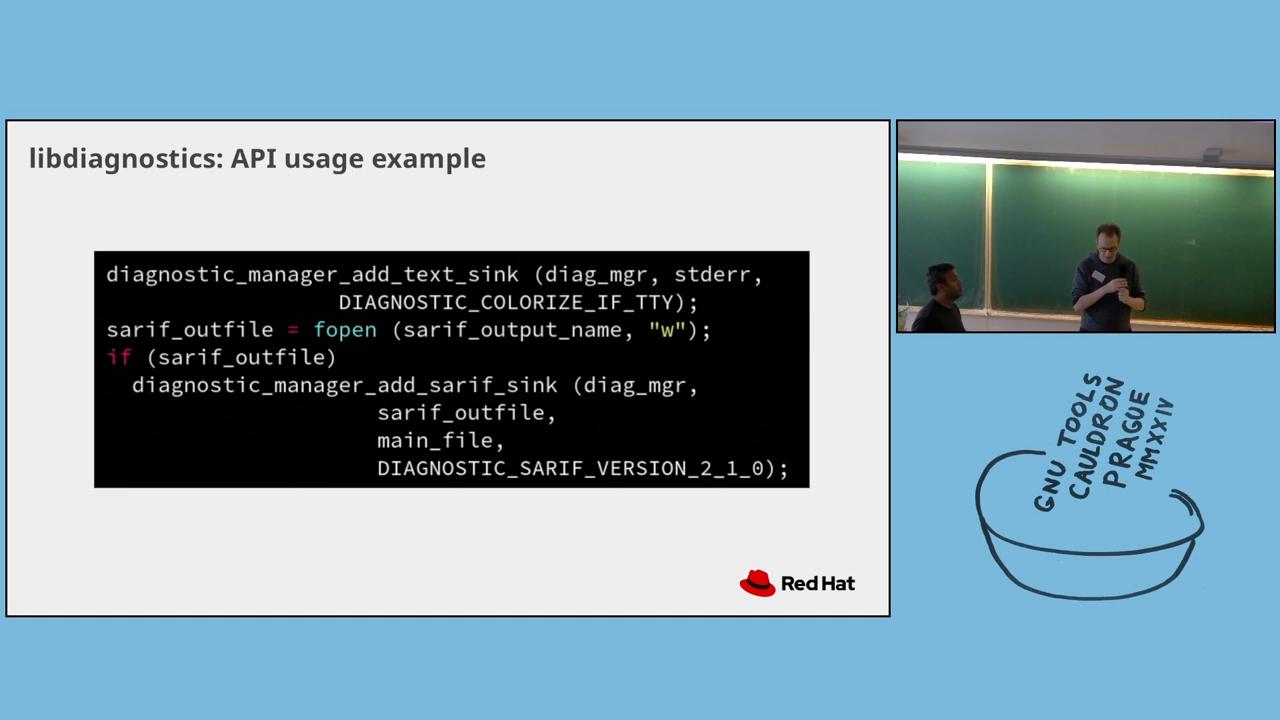 libdiagnostics: API usage example
diagnostic_manager_add_text_sink (diag_mgr, stderr,
DIAGNOSTIC_COLORIZE_IF_TTY);
sarif_outfile = fopen (sarif_output_name, "w");
if (sarif_outfile)
diagnostic_manager_add_sarif_sink (diag_mgr,
sarif_outfile,
main_file,
DIAGNOSTIC_SARIF_VERSION_2_1_0);
Red Hat
GNU TOOLS
CAULDRON
PRAGUE
MMXXIV